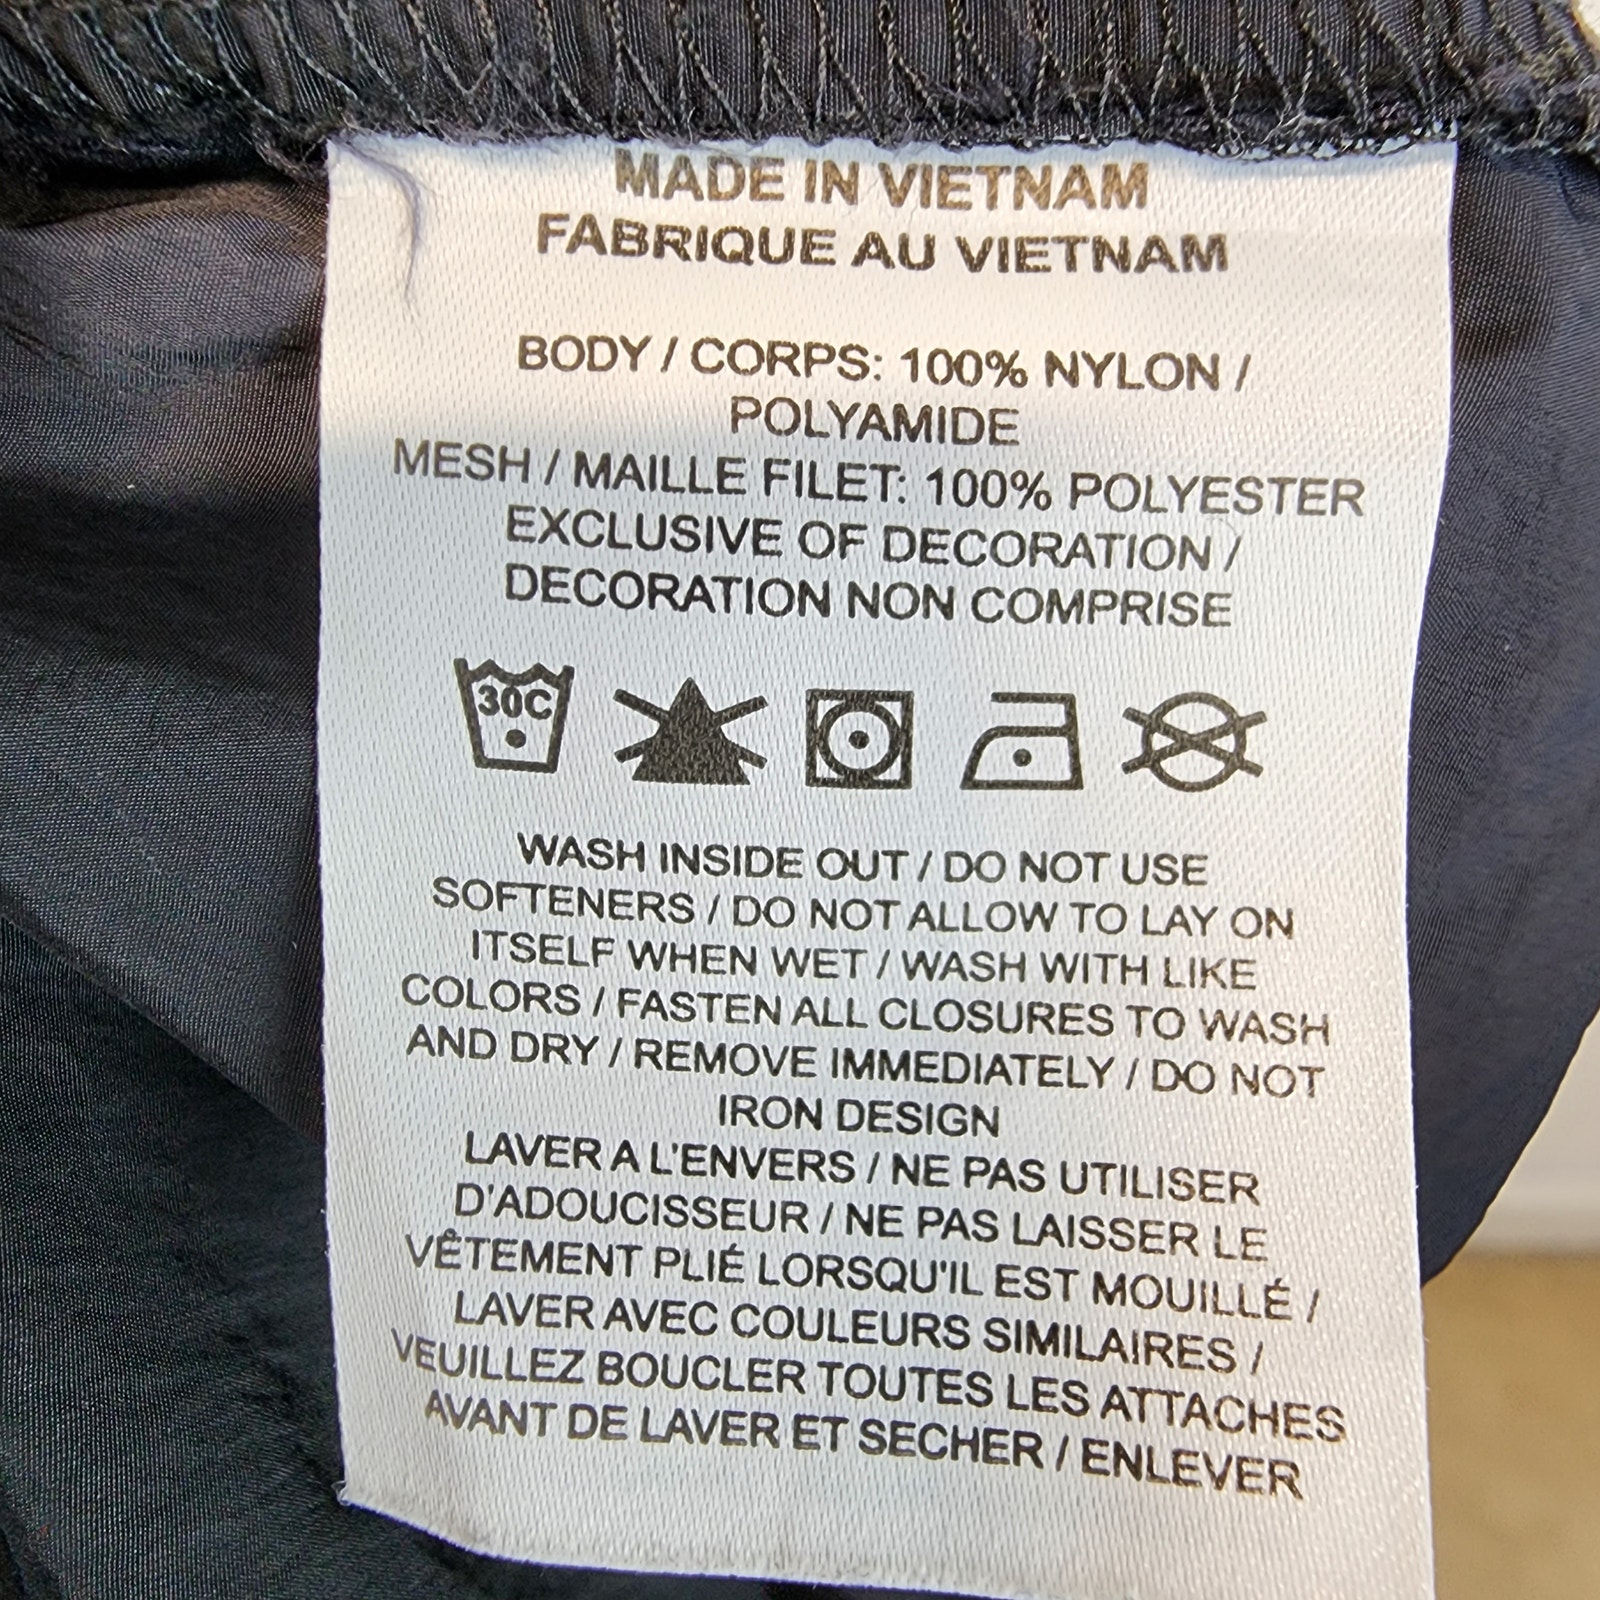 MADE IN VIETNAM
FABRIQUE AU VIETNAM
BODY / CORPS: 100% NYLON /
POLYAMIDE
MESH / MAILLE FILET: 100% POLYESTER
EXCLUSIVE OF DECORATION /
DECORATION NON COMPRISE
30C
WASH INSIDE OUT / DO NOT USE
SOFTENERS / DO NOT ALLOW TO LAY ON
ITSELF WHEN WET / WASH WITH LIKE
COLORS / FASTEN ALL CLOSURES TO WASH
AND DRY / REMOVE IMMEDIATELY / DO NOT
IRON DESIGN
LAVER A L'ENVERS / NE PAS UTILISER
D'ADOUCISSEUR / NE PAS LAISSER LE
VÊTEMENT PLIÉ LORSQU'IL EST MOUILLÉ /
LAVER AVEC COULEURS SIMILAIRES /
VEUILLEZ BOUCLER TOUTES LES ATTACHES
AVANT DE LAVER ET SECHER / ENLEVER